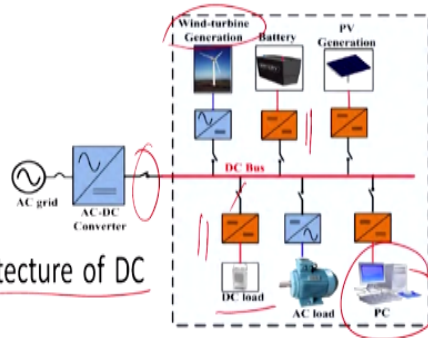 Wind-turbine
Generation
Battery
PV
Generation
DC Bus
AC grid
AC-DC
Converter
DC load
AC load
PC
tecture of DC